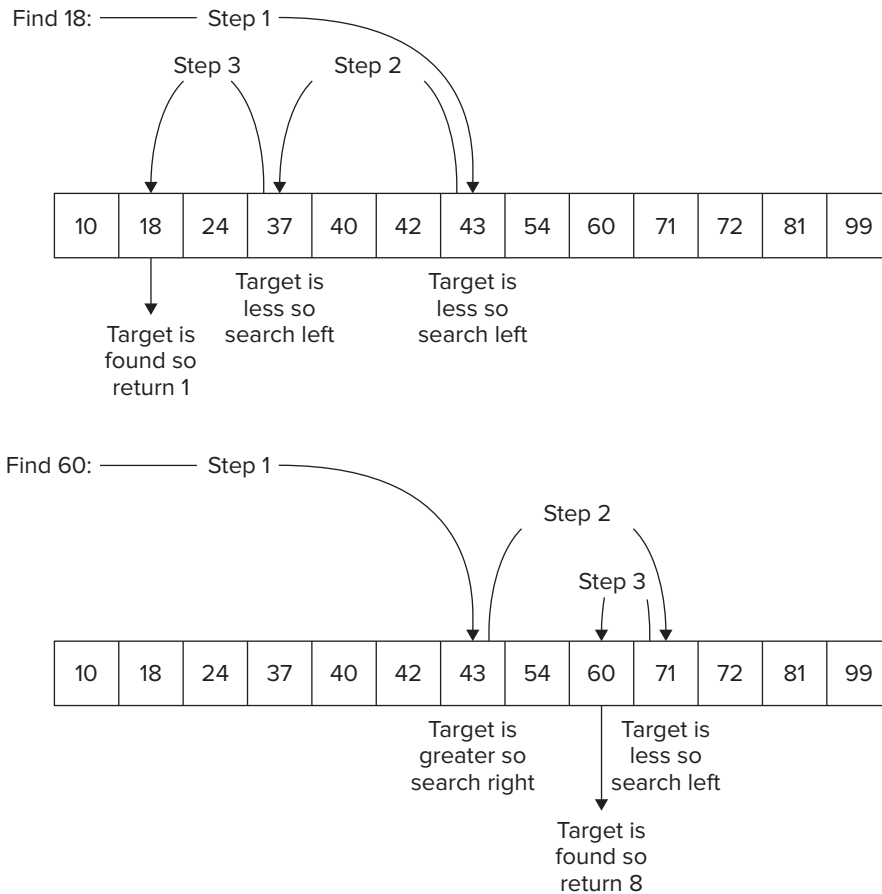 Find 18: Step 1
Step 3 Step 2
10 18 24 37 40 42 43 54 60 71 72 81 99
Target is
found so
return 1
Target is
less so
search left
Target is
less so
search left
Find 60: Step 1
Step 2
Step 3
10 18 24 37 40 42 43 54 60 71 72 81 99
Target is
greater so
search right
Target is
less so
search left
Target is
found so
return 8